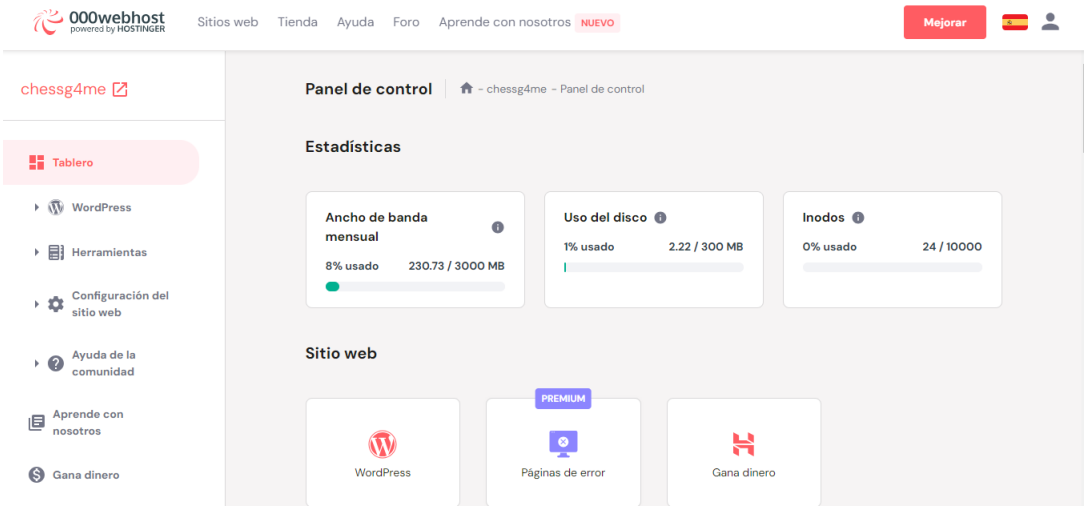 000webhost
powered by HOSTINGER
Sitios web Tienda Ayuda Foro Aprende con nosotros NUEVO
Mejorar
chessg4me
Tablero
WordPress
Herramientas
Configuración del
sitio web
Ayuda de la
comunidad
Aprende con
nosotros
Gana dinero
Panel de control - chessg4me - Panel de control
Estadísticas
Ancho de banda
mensual
8% usado 230.73 / 3000 MB
Uso del disco
1% usado 2.22 / 300 MB
Inodos
0% usado 24 / 10000
Sitio web
WordPress
PREMIUM
Páginas de error
Gana dinero